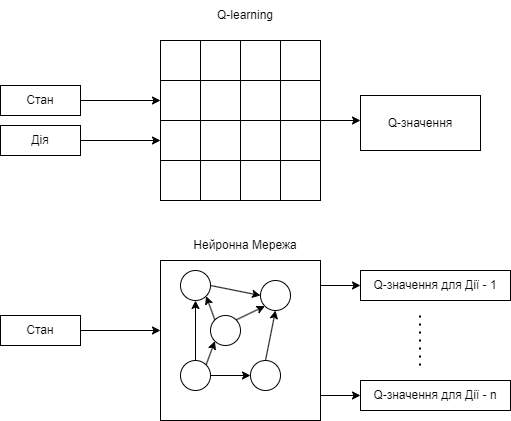 Q-learning
Стан
Дія
Q-значення
Нейронна Мережа
Стан
Q-значення для Дії - 1
Q-значення для Дії - n